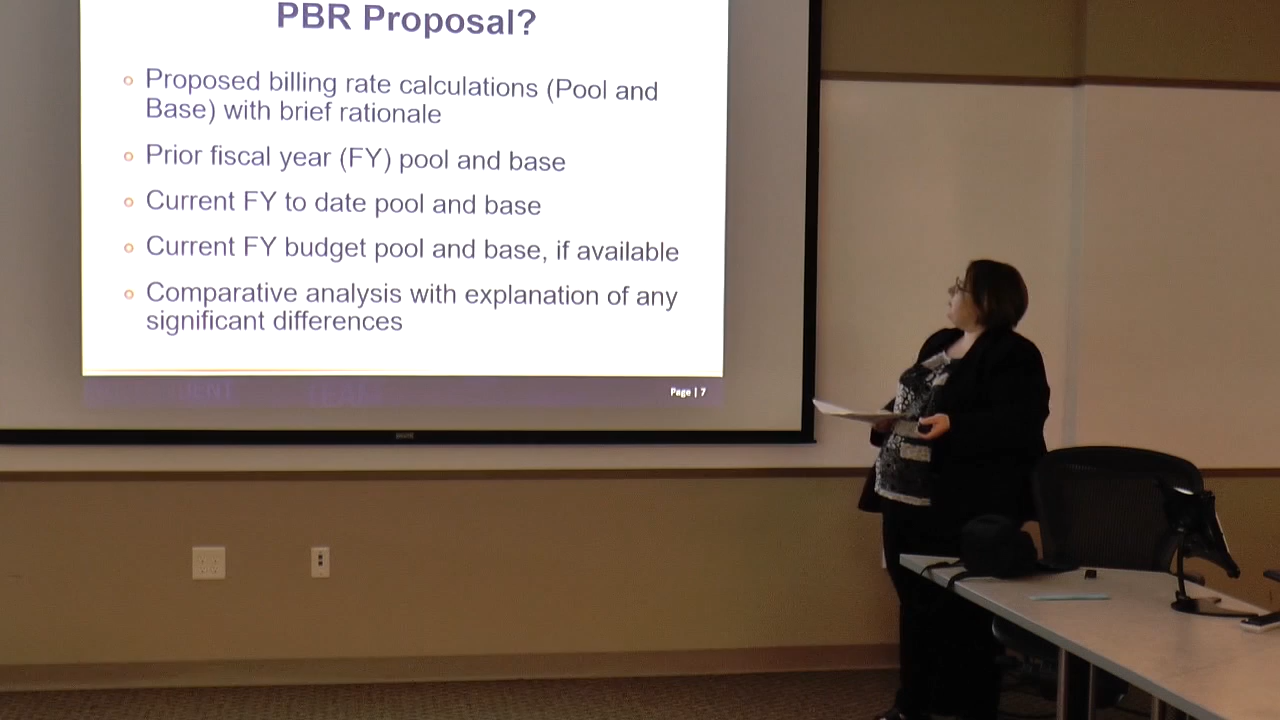 PBR Proposal?
Proposed billing rate calculations (Pool and
Base) with brief rationale
Prior fiscal year (FY) pool and base
Current FY to date pool and base
Current FY budget pool and base, if available
Comparative analysis with explanation of any
significant differences
Page | 7